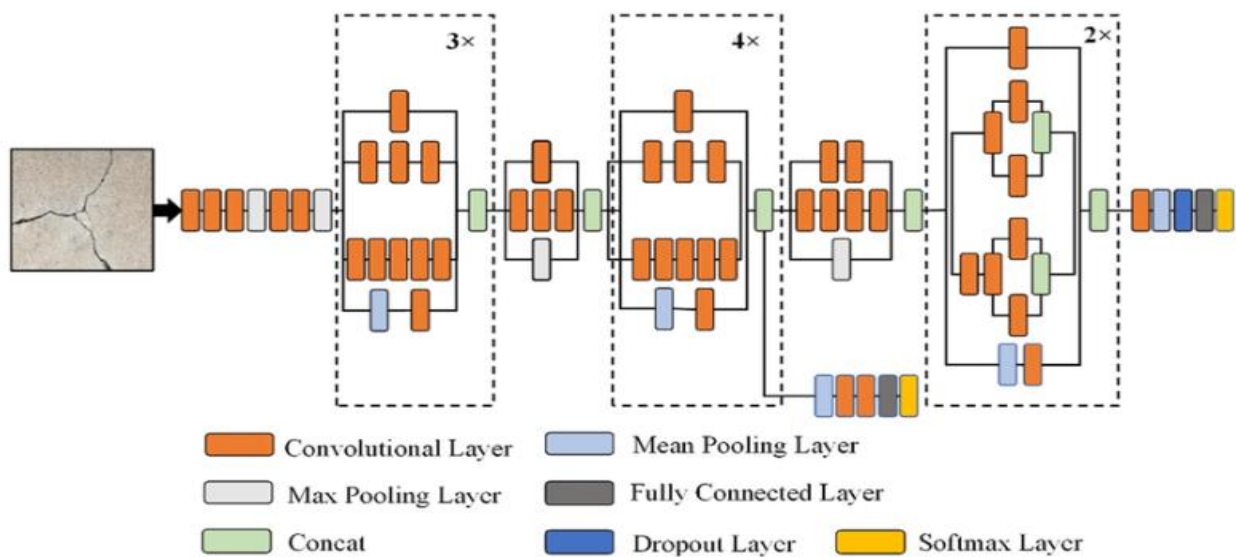 3×
4×
2×
Convolutional Layer
Mean Pooling Layer
Max Pooling Layer
Fully Connected Layer
Concat
Dropout Layer
Softmax Layer